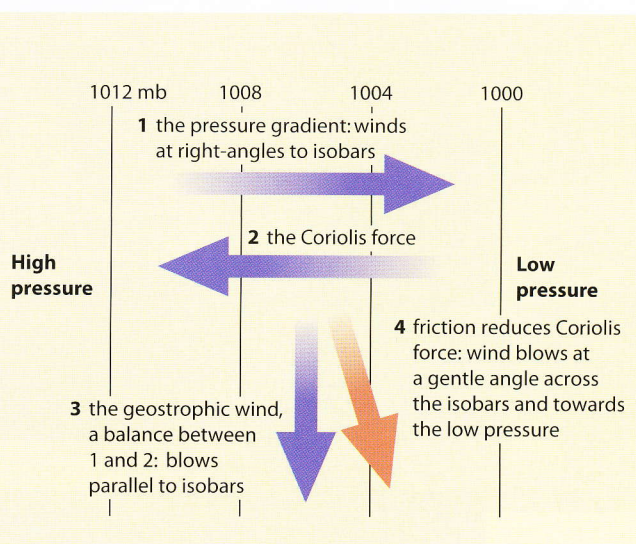 1012 mb 1008 1004 1000
1 the pressure gradient: winds
at right-angles to isobars
2 the Coriolis force
High
pressure
Low
pressure
4 friction reduces Coriolis
force: wind blows at
a gentle angle across
the isobars and towards
the low pressure
3 the geostrophic wind,
a balance between
1 and 2: blows
parallel to isobars